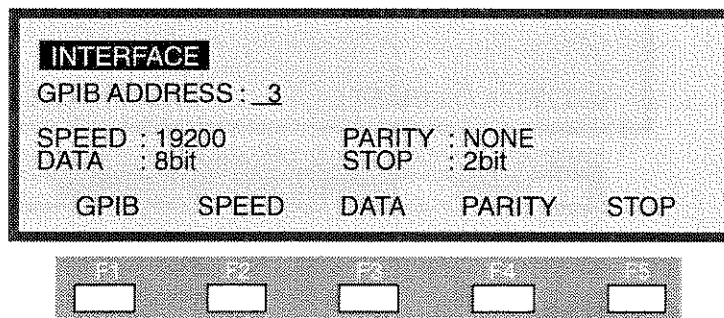 INTERFACE
GPIB ADDRESS : 3
SPEED : 19200 PARITY : NONE
DATA : 8bit STOP : 2bit
GPIB SPEED DATA PARITY STOP
F1 F2 F3 F4 F5